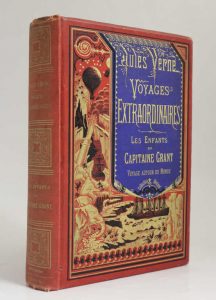 JULES VERNE
VOYAGES
EXTRAORDINAIRES
LES ENFANTS
DU
CAPITAINE GRANT
VOYAGE AUTOUR DU MONDE